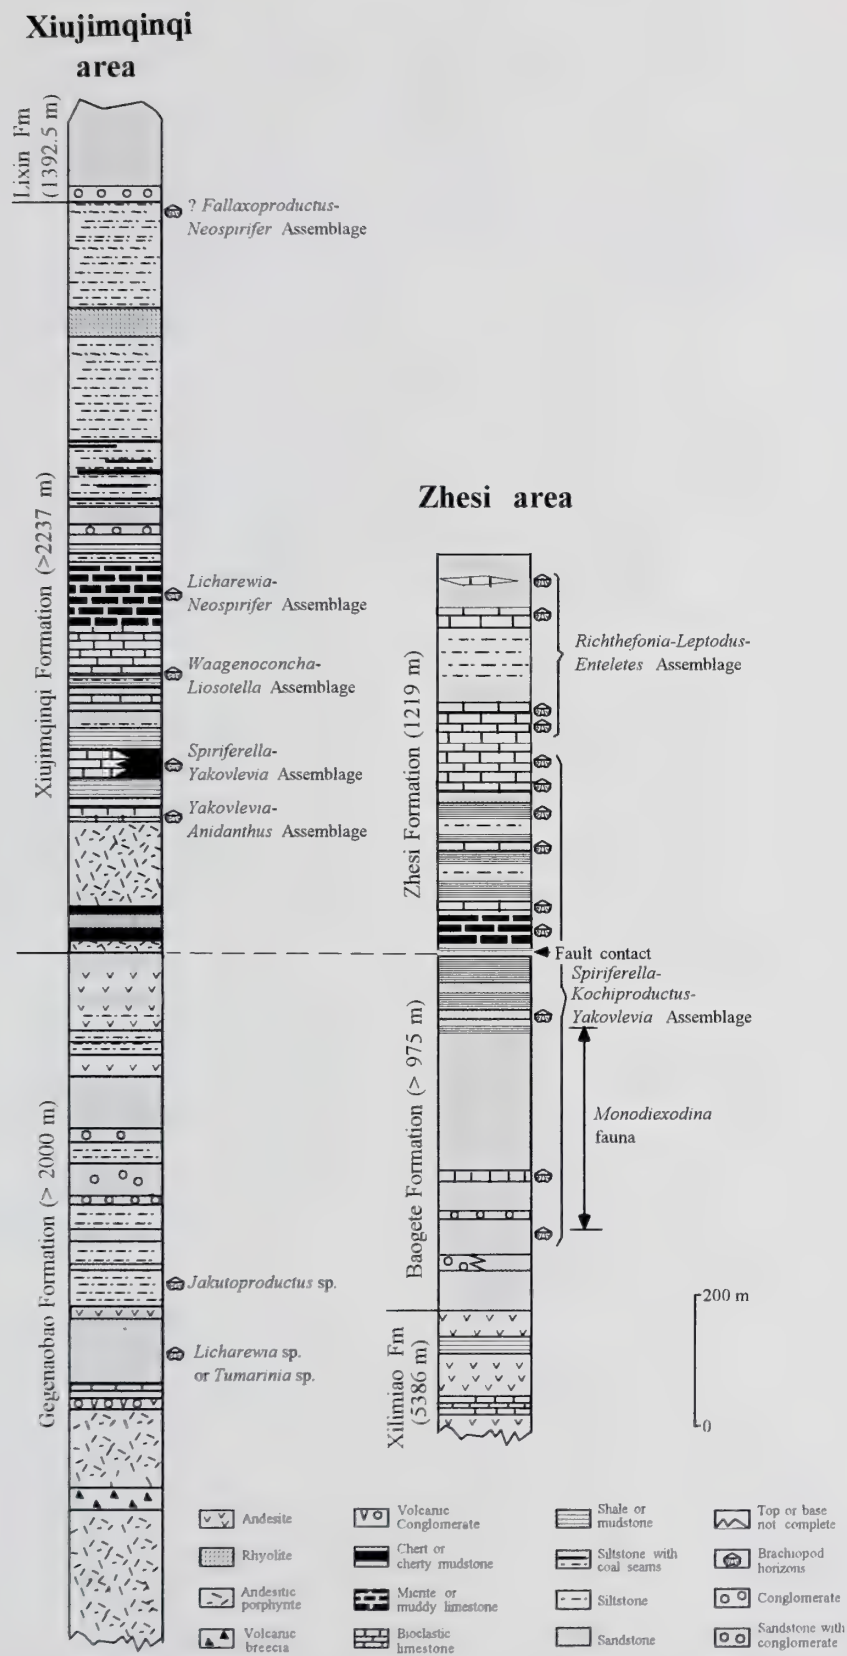 Xiujimqinqi
area
Lixin Fm
(1392.5 m)
? Fallaxoproductus-
Neospirifer Assemblage
Xiujimqinqi Formation (>2237 m)
Licharewia-
Neospirifer Assemblage
Waagenoconcha-
Liosotella Assemblage
Spiriferella-
Yakovlevia Assemblage
Yakovlevia-
Anidanthus Assemblage
Gegenaobao Formation (> 2000 m)
Jakutoproductus sp.
Licharewia sp.
or Tumarinia sp.
Zhesi area
Richthefonia-Leptodus-
Enteletes Assemblage
Zhesi Formation (1219 m)
Fault contact
Spiriferella-
Kochiproductus-
Yakovlevia Assemblage
Baogete Formation (> 975 m)
Monodiexodina
fauna
Xilimiao Fm
(5386 m)
200 m
0
Andesite
Rhyolite
Andesitic
porphyrite
Volcanic
breccia
Volcanic
Conglomerate
Chert or
cherty mudstone
Micrite or
muddy limestone
Bioclastic
limestone
Shale or
mudstone
Siltstone with
coal seams
Siltstone
Sandstone
Top or base
not complete
Brachiopod
horizons
Conglomerate
Sandstone with
conglomerate